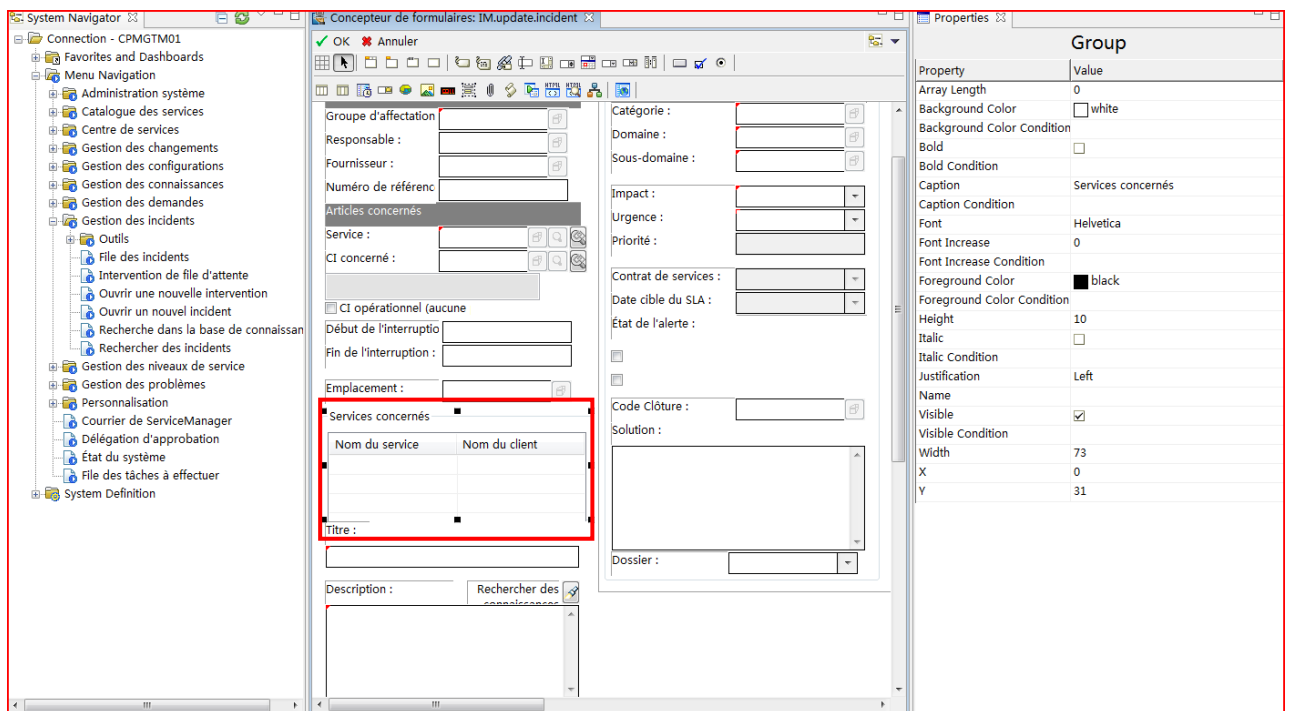 System Navigator
Connection - CPMGTM01
Favorites and Dashboards
Menu Navigation
Administration système
Catalogue des services
Centre de services
Gestion des changements
Gestion des configurations
Gestion des connaissances
Gestion des demandes
Gestion des incidents
Outils
File des incidents
Intervention de file d'attente
Ouvrir une nouvelle intervention
Ouvrir un nouvel incident
Recherche dans la base de connaissan
Rechercher des incidents
Gestion des niveaux de service
Gestion des problèmes
Personnalisation
Courrier de ServiceManager
Délégation d'approbation
État du système
File des tâches à effectuer
System Definition
Concepteur de formulaires: IM.update.incident
OK Annuler
Groupe d'affectation
Responsable :
Fournisseur :
Numéro de référenc
Articles concernés
Service :
CI concerné :
CI opérationnel (aucune
Début de l'interruptio
Fin de l'interruption :
Emplacement :
Services concernés
Nom du service Nom du client
Titre :
Description : Rechercher des
connaissances
Catégorie :
Domaine :
Sous-domaine :
Impact :
Urgence :
Priorité :
Contrat de services :
Date cible du SLA :
État de l'alerte :
Code Clôture :
Solution :
Dossier :
Properties
Group
Property Value
Array Length 0
Background Color white
Background Color Condition
Bold
Bold Condition
Caption Services concernés
Caption Condition
Font Helvetica
Font Increase 0
Font Increase Condition
Foreground Color black
Foreground Color Condition
Height 10
Italic
Italic Condition
Justification Left
Name
Visible
Visible Condition
Width 73
X 0
Y 31